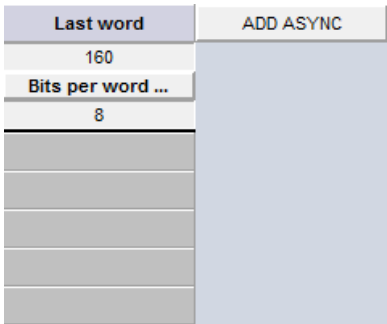 Last word
ADD ASYNC
160
Bits per word ...
8